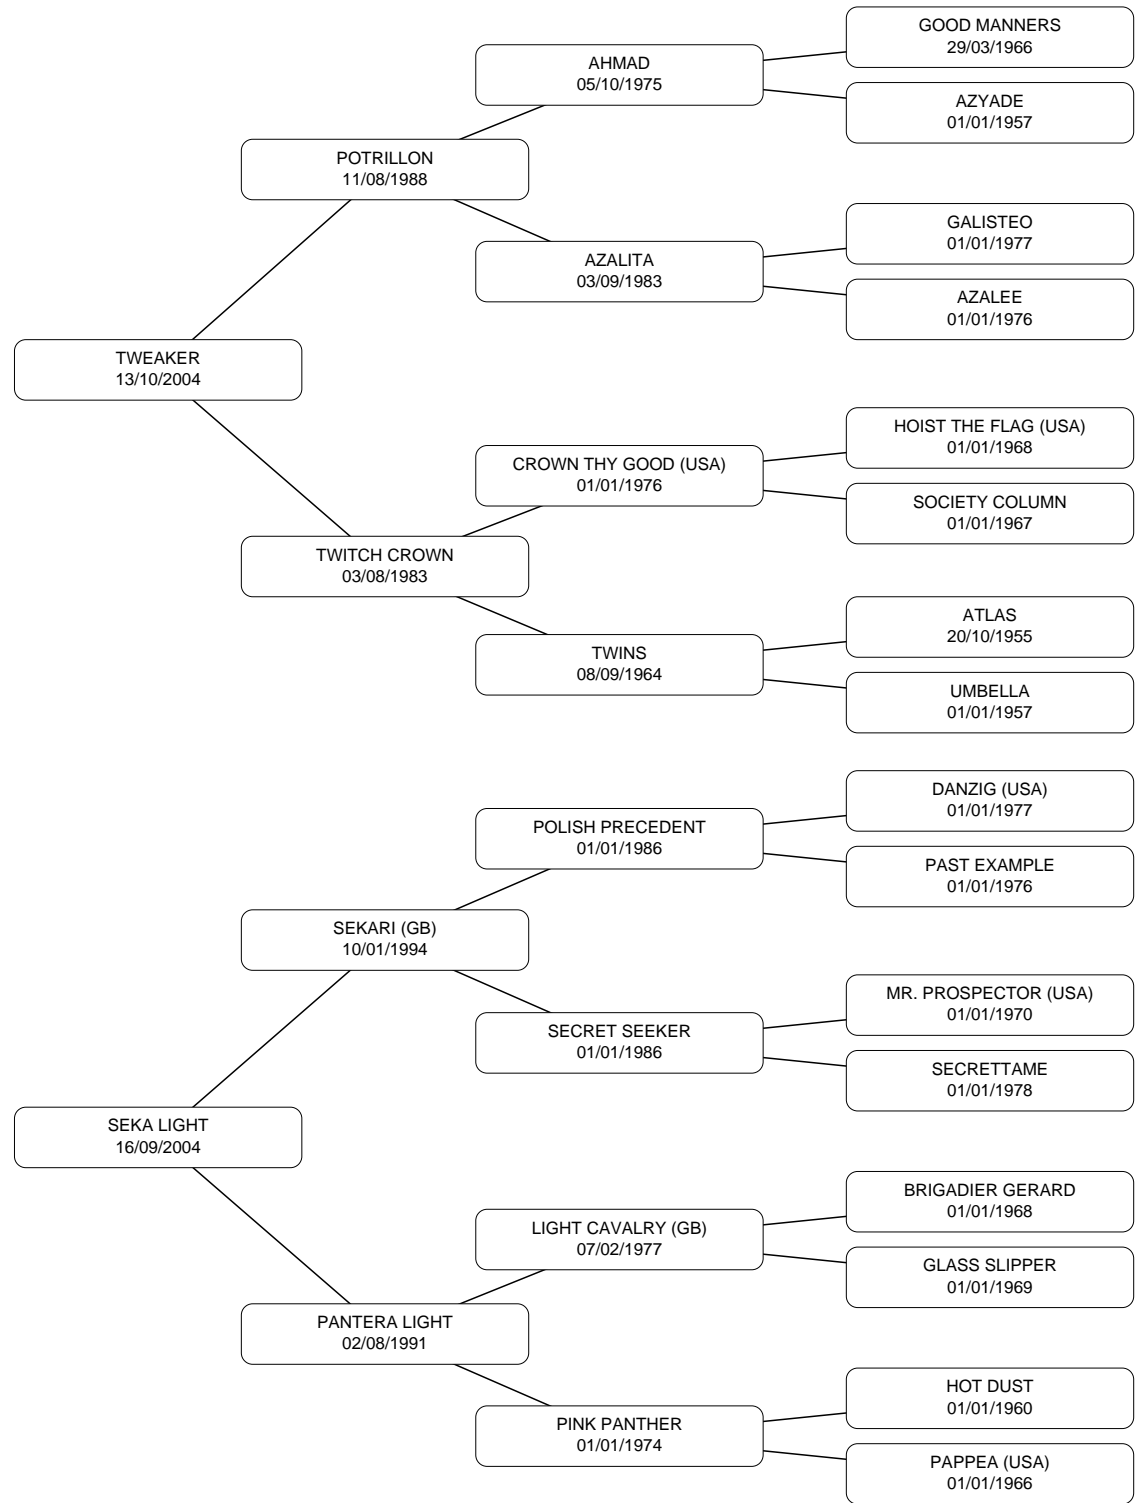 GOOD MANNERS
29/03/1966
AHMAD
05/10/1975
AZYADE
01/01/1957
POTRILLON
11/08/1988
GALISTEO
01/01/1977
AZALITA
03/09/1983
AZALEE
01/01/1976
TWEAKER
13/10/2004
HOIST THE FLAG (USA)
01/01/1968
CROWN THY GOOD (USA)
01/01/1976
SOCIETY COLUMN
01/01/1967
TWITCH CROWN
03/08/1983
ATLAS
20/10/1955
TWINS
08/09/1964
UMBELLA
01/01/1957
DANZIG (USA)
01/01/1977
POLISH PRECEDENT
01/01/1986
PAST EXAMPLE
01/01/1976
SEKARI (GB)
10/01/1994
MR. PROSPECTOR (USA)
01/01/1970
SECRET SEEKER
01/01/1986
SECRETTAME
01/01/1978
SEKA LIGHT
16/09/2004
BRIGADIER GERARD
01/01/1968
LIGHT CAVALRY (GB)
07/02/1977
GLASS SLIPPER
01/01/1969
PANTERA LIGHT
02/08/1991
HOT DUST
01/01/1960
PINK PANTHER
01/01/1974
PAPPEA (USA)
01/01/1966